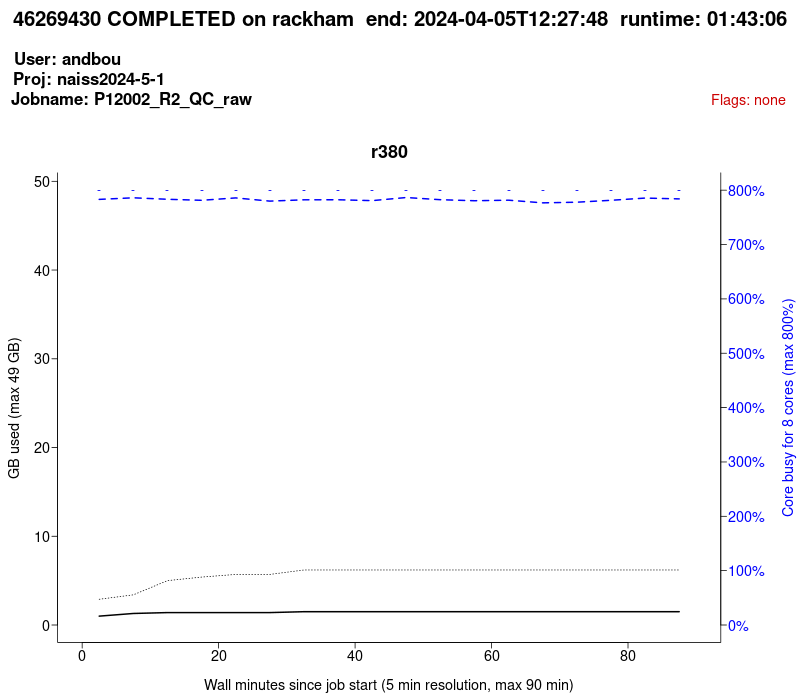 46269430 COMPLETED on rackham end: 2024-04-05T12:27:48 runtime: 01:43:06
User: andbou
Proj: naiss2024-5-1
Jobname: P12002_R2_QC_raw
Flags: none
r380
50
40
30
20
10
0
GB used (max 49 GB)
800%
700%
600%
500%
400%
300%
200%
100%
0%
Core busy for 8 cores (max 800%)
0 20 40 60 80
Wall minutes since job start (5 min resolution, max 90 min)